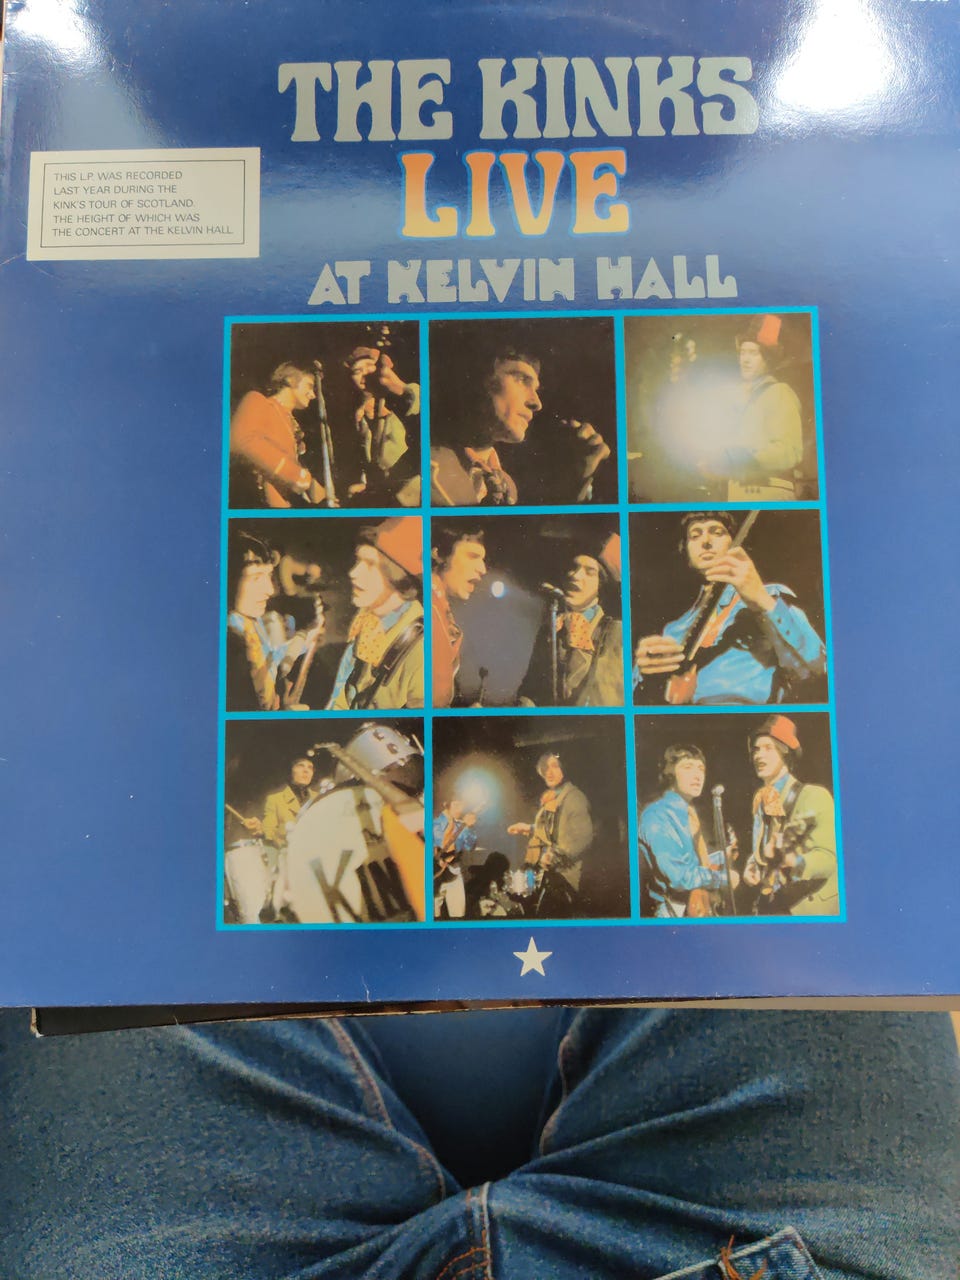 THE KINKS
LIVE
AT KELVIN HALL
THIS L.P. WAS RECORDED
LAST YEAR DURING THE
KINK'S TOUR OF SCOTLAND.
THE HEIGHT OF WHICH WAS
THE CONCERT AT THE KELVIN HALL.
KIN